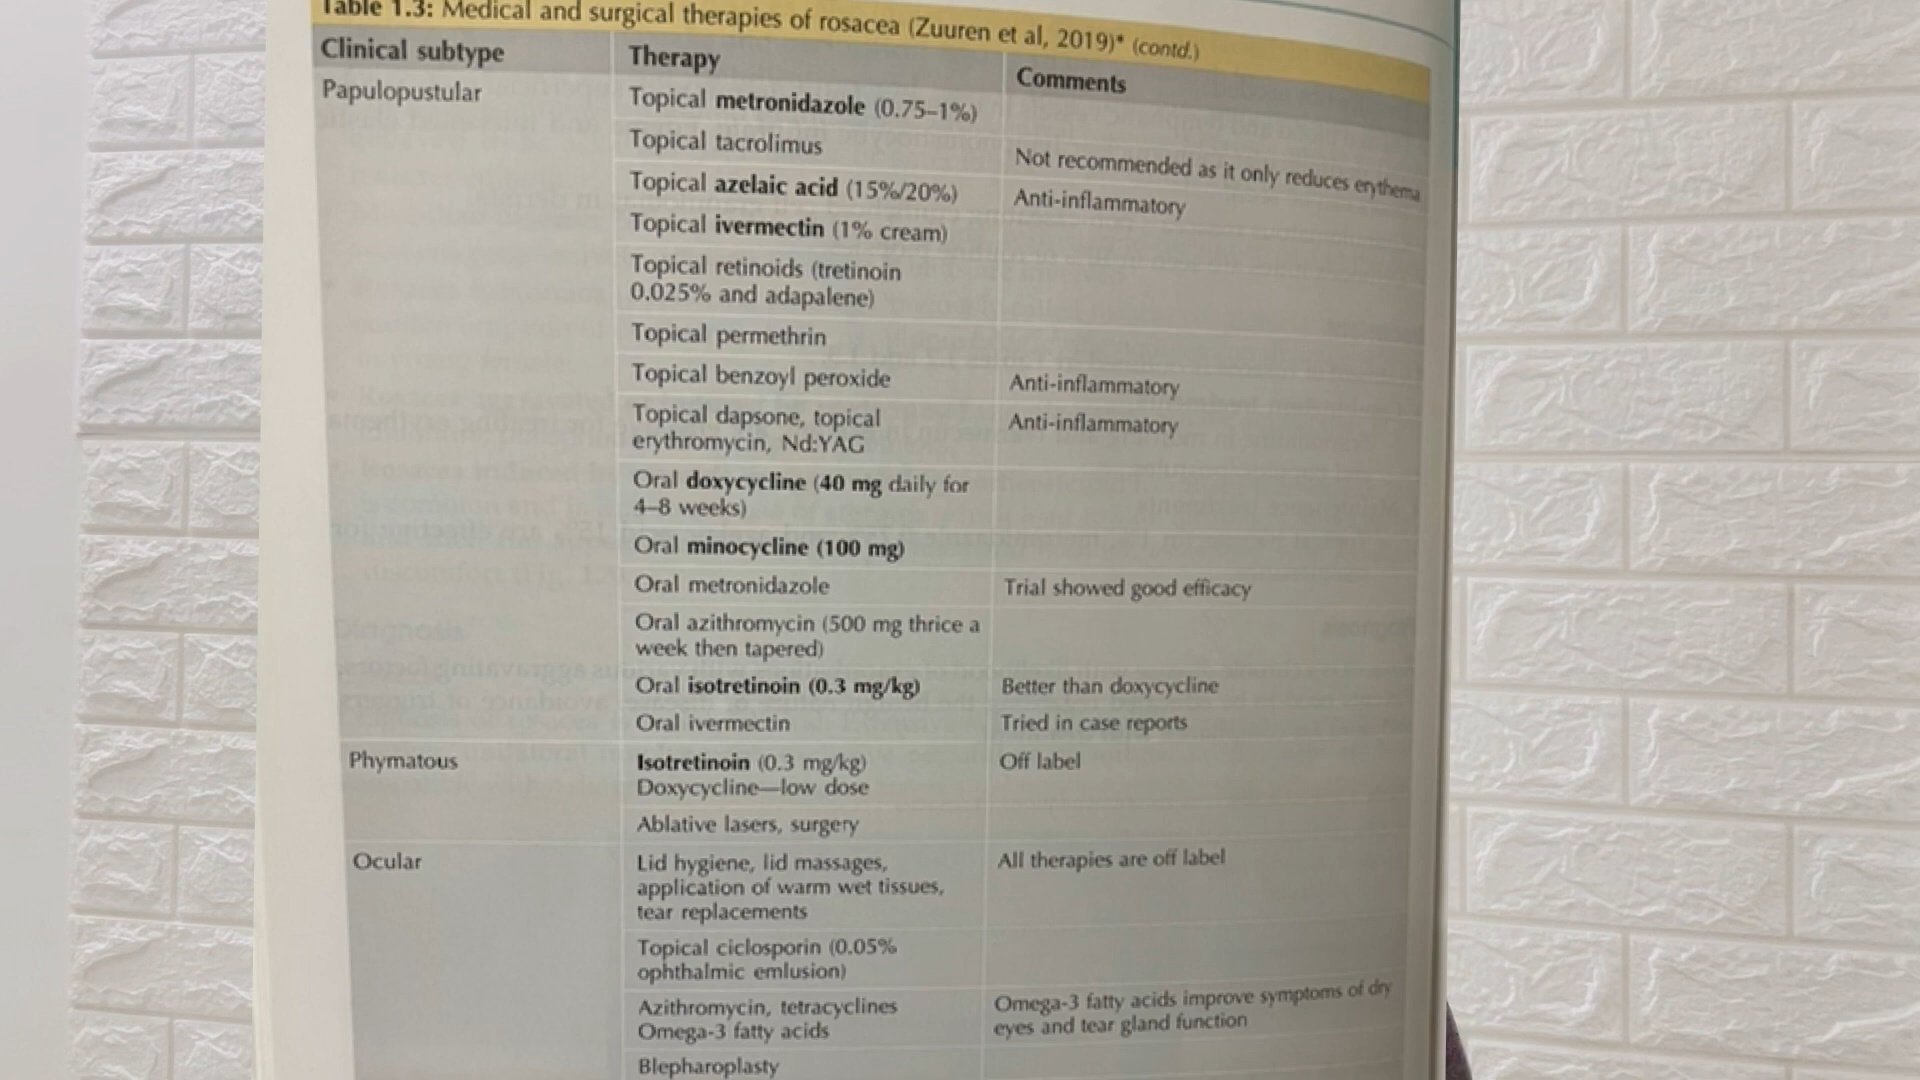 Table 1.3: Medical and surgical therapies of rosacea (Zuuren et al, 2019)* (contd.)
Clinical subtype Therapy Comments
Papulopustular Topical metronidazole (0.75–1%)
Topical tacrolimus Not recommended as it only reduces erythema
Topical azelaic acid (15%/20%) Anti-inflammatory
Topical ivermectin (1% cream)
Topical retinoids (tretinoin
0.025% and adapalene)
Topical permethrin
Topical benzoyl peroxide Anti-inflammatory
Topical dapsone, topical Anti-inflammatory
erythromycin, Nd:YAG
Oral doxycycline (40 mg daily for
4–8 weeks)
Oral minocycline (100 mg)
Oral metronidazole Trial showed good efficacy
Oral azithromycin (500 mg thrice a
week then tapered)
Oral isotretinoin (0.3 mg/kg) Better than doxycycline
Oral ivermectin Tried in case reports
Phymatous Isotretinoin (0.3 mg/kg) Off label
Doxycycline—low dose
Ablative lasers, surgery
Ocular Lid hygiene, lid massages, All therapies are off label
application of warm wet tissues,
tear replacements
Topical ciclosporin (0.05%
ophthalmic emlusion)
Azithromycin, tetracyclines Omega-3 fatty acids improve symptoms of dry
Omega-3 fatty acids eyes and tear gland function
Blepharoplasty